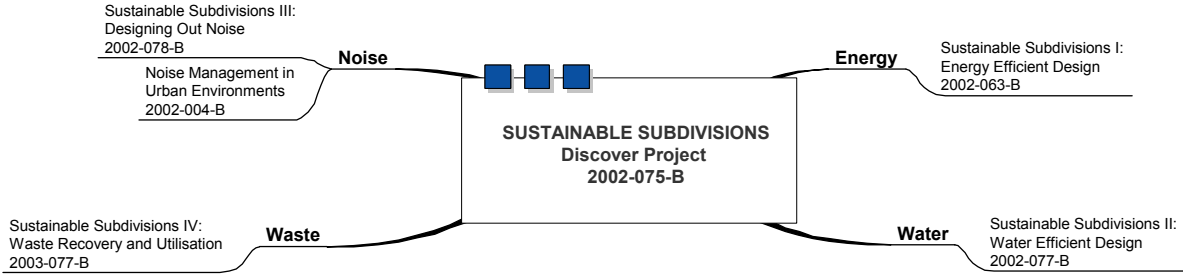 Sustainable Subdivisions III:
Designing Out Noise
2002-078-B
Noise
Noise Management in
Urban Environments
2002-004-B
Energy
Sustainable Subdivisions I:
Energy Efficient Design
2002-063-B
SUSTAINABLE SUBDIVISIONS
Discover Project
2002-075-B
Sustainable Subdivisions IV:
Waste Recovery and Utilisation
2003-077-B
Waste
Water
Sustainable Subdivisions II:
Water Efficient Design
2002-077-B